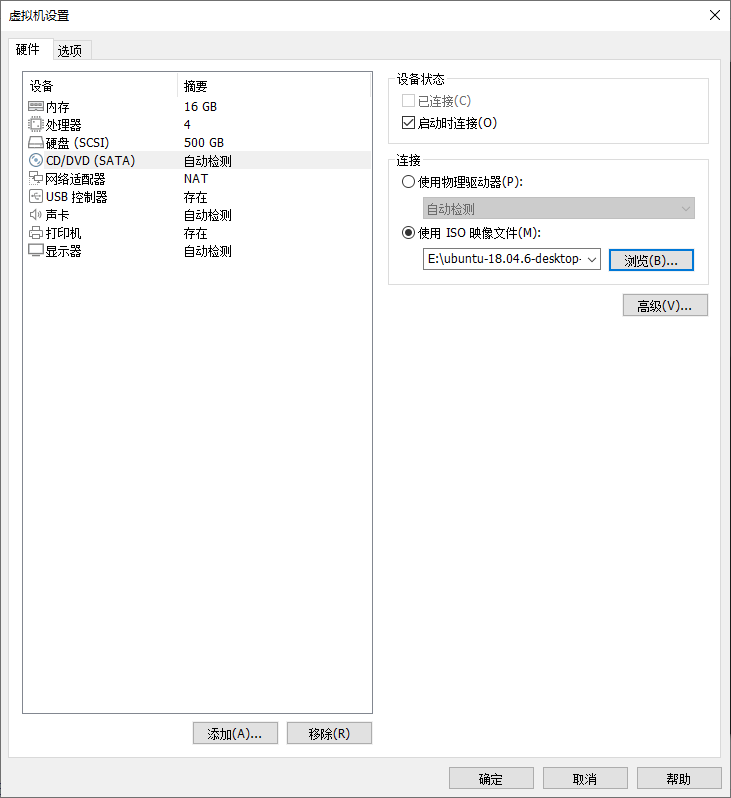 虚拟机设置
硬件 选项
设备 摘要
内存 16 GB
处理器 4
硬盘 (SCSI) 500 GB
CD/DVD (SATA) 自动检测
网络适配器 NAT
USB 控制器 存在
声卡 自动检测
打印机 存在
显示器 自动检测
添加(A)... 移除(R)
设备状态
已连接(C)
启动时连接(O)
连接
使用物理驱动器(P):
自动检测
使用 ISO 映像文件(M):
E:\ubuntu-18.04.6-desktop- 浏览(B)...
高级(V)...
确定 取消 帮助